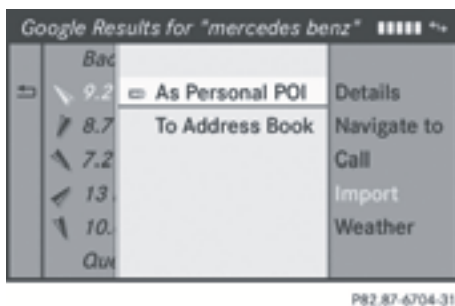 Google Results for "mercedes benz"
Bac
9.2 As Personal POI Details
8.7 To Address Book Navigate to
7.2 Call
13 Import
10. Weather
Que
P82.87-6704-31